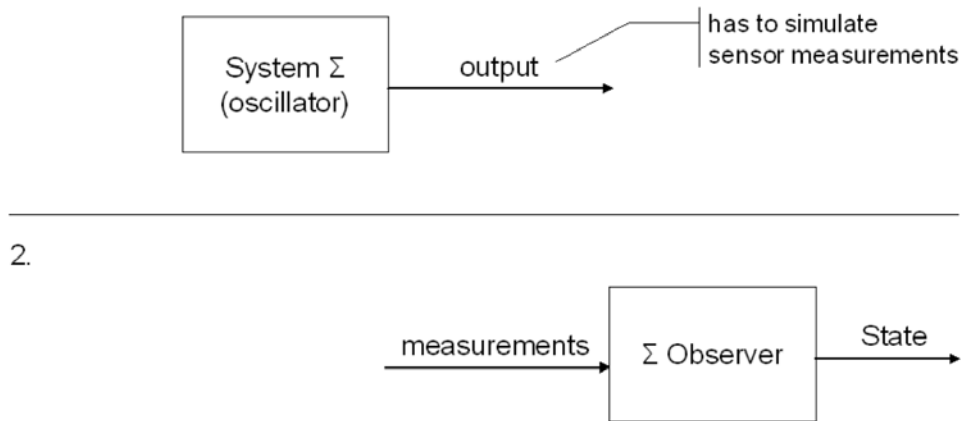 has to simulate
sensor measurements
System Σ
(oscillator)
output
2.
measurements
Σ Observer
State